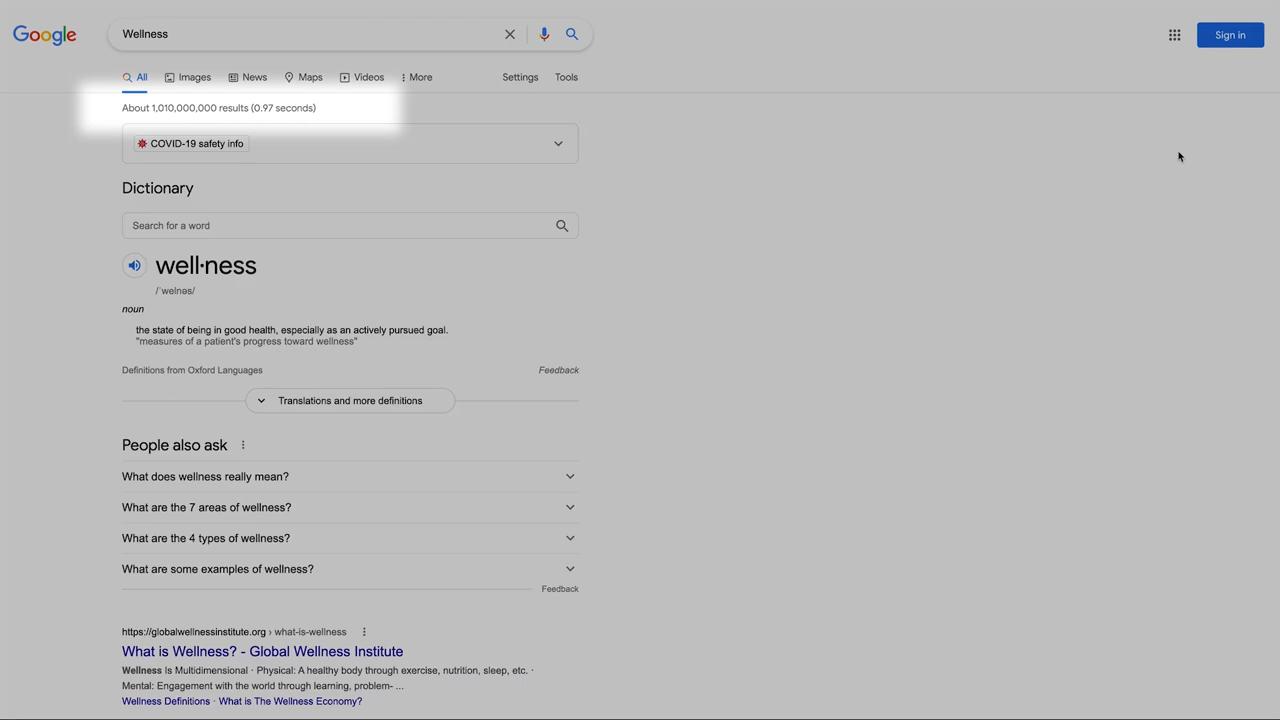 Google
Wellness
Sign in
All Images News Maps Videos More Settings Tools
About 1,010,000,000 results (0.97 seconds)
COVID-19 safety info
Dictionary
Search for a word
well·ness
/ˈwelnəs/
noun
the state of being in good health, especially as an actively pursued goal.
"measures of a patient's progress toward wellness"
Definitions from Oxford Languages Feedback
Translations and more definitions
People also ask
What does wellness really mean?
What are the 7 areas of wellness?
What are the 4 types of wellness?
What are some examples of wellness?
Feedback
https://globalwellnessinstitute.org › what-is-wellness
What is Wellness? - Global Wellness Institute
Wellness Is Multidimensional · Physical: A healthy body through exercise, nutrition, sleep, etc. ·
Mental: Engagement with the world through learning, problem- ...
Wellness Definitions · What is The Wellness Economy?